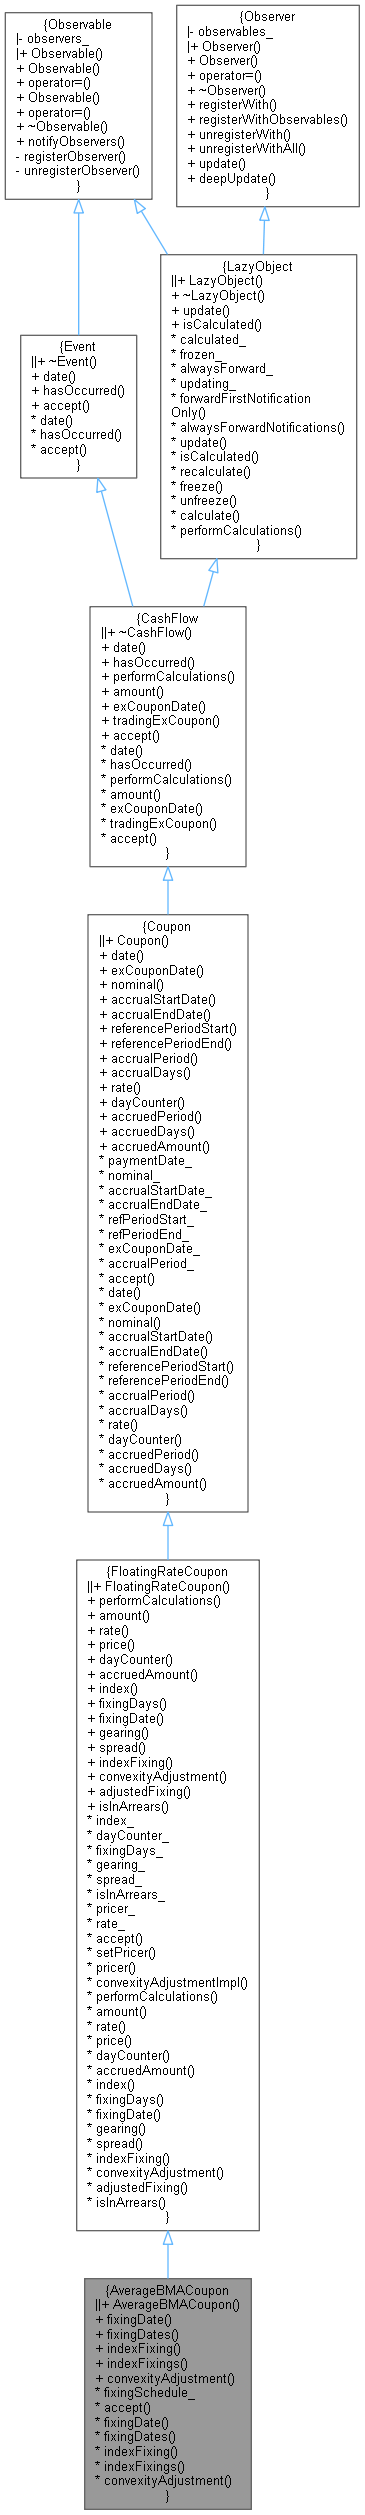 {Observable
|- observers_
|+ Observable()
+ Observable()
+ operator=()
+ Observable()
+ operator=()
+ ~Observable()
+ notifyObservers()
- registerObserver()
- unregisterObserver()
}
{Observer
|- observables_
|+ Observer()
+ Observer()
+ operator=()
+ ~Observer()
+ registerWith()
+ registerWithObservables()
+ unregisterWith()
+ unregisterWithAll()
+ update()
+ deepUpdate()
}
{LazyObject
||+ LazyObject()
+ ~LazyObject()
+ update()
+ isCalculated()
* calculated_
* frozen_
* alwaysForward_
* updating_
* forwardFirstNotification
Only()
* alwaysForwardNotifications()
* update()
* isCalculated()
* recalculate()
* freeze()
* unfreeze()
* calculate()
* performCalculations()
}
{Event
||+ ~Event()
+ date()
+ hasOccurred()
+ accept()
* date()
* hasOccurred()
* accept()
}
{CashFlow
||+ ~CashFlow()
+ date()
+ hasOccurred()
+ performCalculations()
+ amount()
+ exCouponDate()
+ tradingExCoupon()
+ accept()
* date()
* hasOccurred()
* performCalculations()
* amount()
* exCouponDate()
* tradingExCoupon()
* accept()
}
{Coupon
||+ Coupon()
+ date()
+ exCouponDate()
+ nominal()
+ accrualStartDate()
+ accrualEndDate()
+ referencePeriodStart()
+ referencePeriodEnd()
+ accrualPeriod()
+ accrualDays()
+ rate()
+ dayCounter()
+ accruedPeriod()
+ accruedDays()
+ accruedAmount()
* paymentDate_
* nominal_
* accrualStartDate_
* accrualEndDate_
* refPeriodStart_
* refPeriodEnd_
* exCouponDate_
* accrualPeriod_
* accept()
* date()
* exCouponDate()
* nominal()
* accrualStartDate()
* accrualEndDate()
* referencePeriodStart()
* referencePeriodEnd()
* accrualPeriod()
* accrualDays()
* rate()
* dayCounter()
* accruedPeriod()
* accruedDays()
* accruedAmount()
}
{FloatingRateCoupon
||+ FloatingRateCoupon()
+ performCalculations()
+ amount()
+ rate()
+ price()
+ dayCounter()
+ accruedAmount()
+ index()
+ fixingDays()
+ fixingDate()
+ gearing()
+ spread()
+ indexFixing()
+ convexityAdjustment()
+ adjustedFixing()
+ isInArrears()
* index_
* dayCounter_
* fixingDays_
* gearing_
* spread_
* isInArrears_
* pricer_
* rate_
* accept()
* setPricer()
* pricer()
* convexityAdjustmentImpl()
* performCalculations()
* amount()
* rate()
* price()
* dayCounter()
* accruedAmount()
* index()
* fixingDays()
* fixingDate()
* gearing()
* spread()
* indexFixing()
* convexityAdjustment()
* adjustedFixing()
* isInArrears()
}
{AverageBMACoupon
||+ AverageBMACoupon()
+ fixingDate()
+ fixingDates()
+ indexFixing()
+ indexFixings()
+ convexityAdjustment()
* fixingSchedule_
* accept()
* fixingDate()
* fixingDates()
* indexFixing()
* indexFixings()
* convexityAdjustment()
}